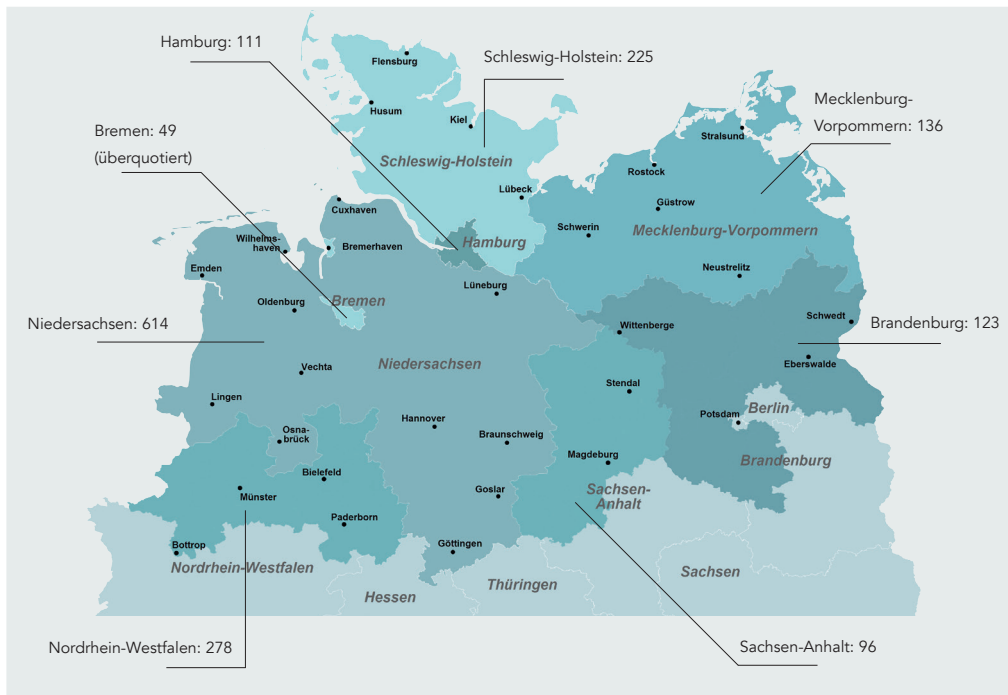 Hamburg: 111
Schleswig-Holstein: 225
Flensburg
Mecklenburg-
Vorpommern: 136
Husum
Kiel
Bremen: 49
(überquotiert)
Stralsund
Schleswig-Holstein
Rostock
Lübeck
Cuxhaven
Güstrow
Schwerin
Mecklenburg-Vorpommern
Wilhelms-
haven
Bremerhaven
Hamburg
Emden
Neustrelitz
Lüneburg
Bremen
Oldenburg
Niedersachsen: 614
Wittenberge
Schwedt
Brandenburg: 123
Niedersachsen
Eberswalde
Vechta
Stendal
Lingen
Berlin
Hannover
Potsdam
Osna-
brück
Braunschweig
Magdeburg
Brandenburg
Bielefeld
Münster
Goslar
Sachsen-
Anhalt
Paderborn
Bottrop
Göttingen
Nordrhein-Westfalen
Hessen
Thüringen
Sachsen
Nordrhein-Westfalen: 278
Sachsen-Anhalt: 96